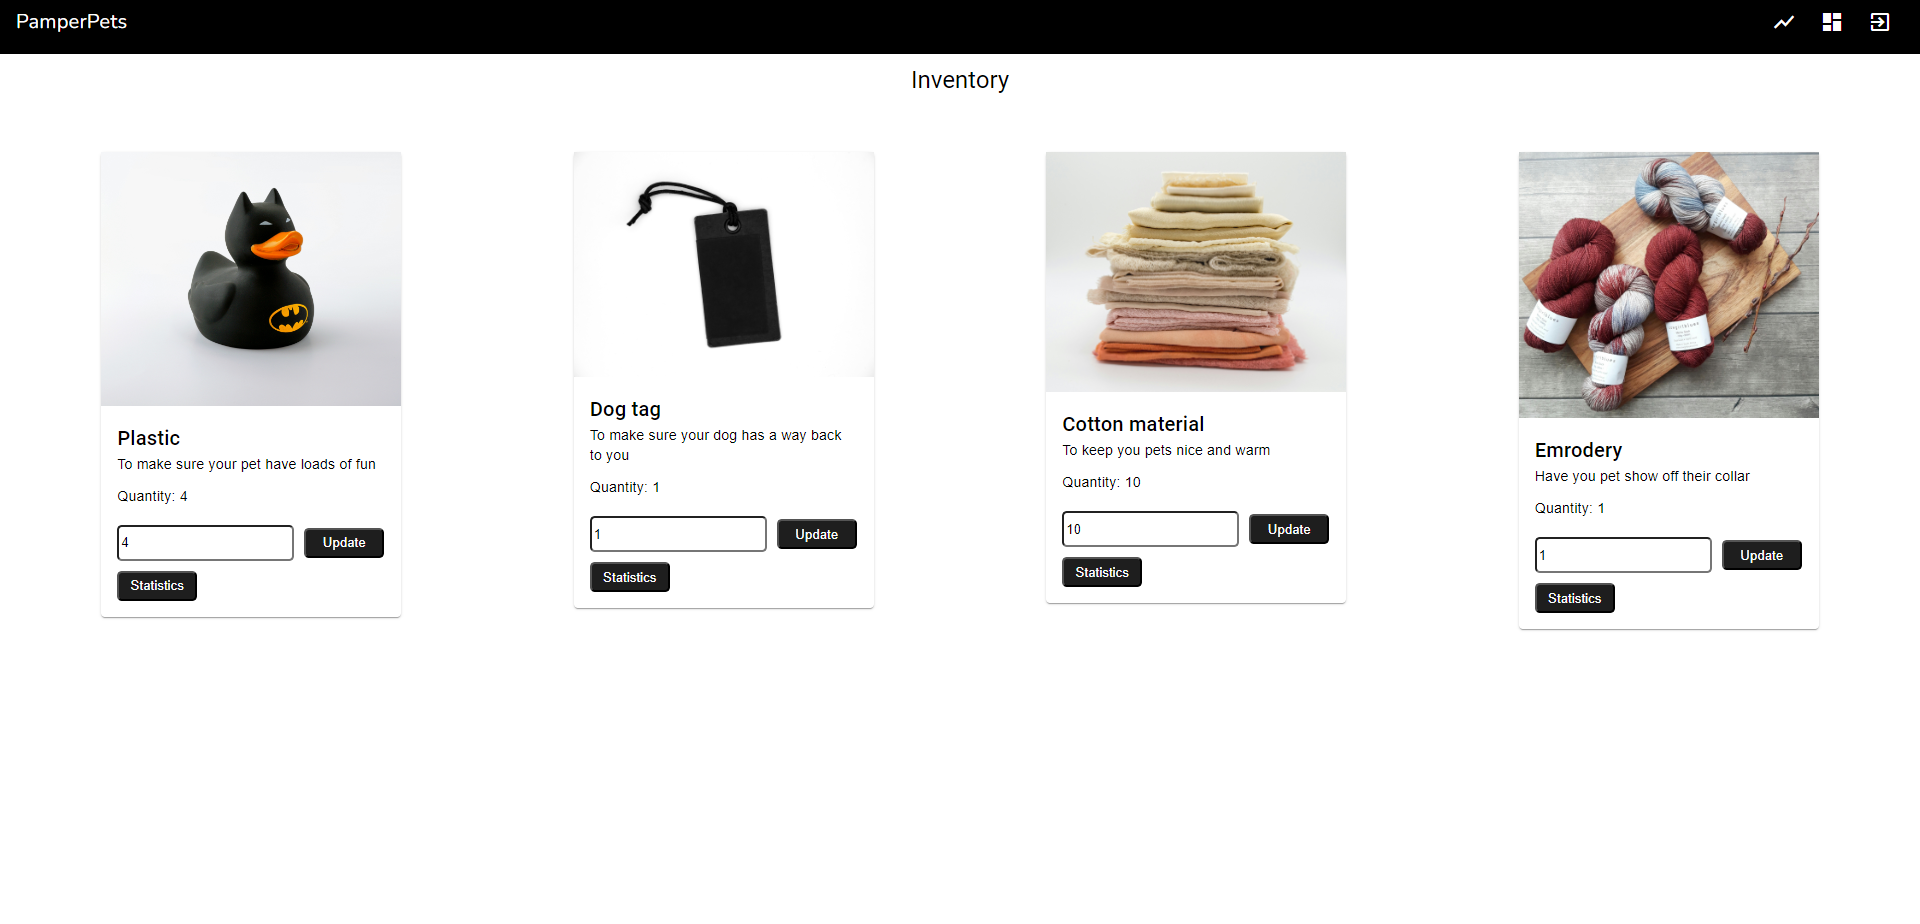 PamperPets
Inventory
Plastic
To make sure your pet have loads of fun
Quantity: 4
4
Update
Statistics
Dog tag
To make sure your dog has a way back
to you
Quantity: 1
1
Update
Statistics
Cotton material
To keep you pets nice and warm
Quantity: 10
10
Update
Statistics
Emrodery
Have you pet show off their collar
Quantity: 1
1
Update
Statistics